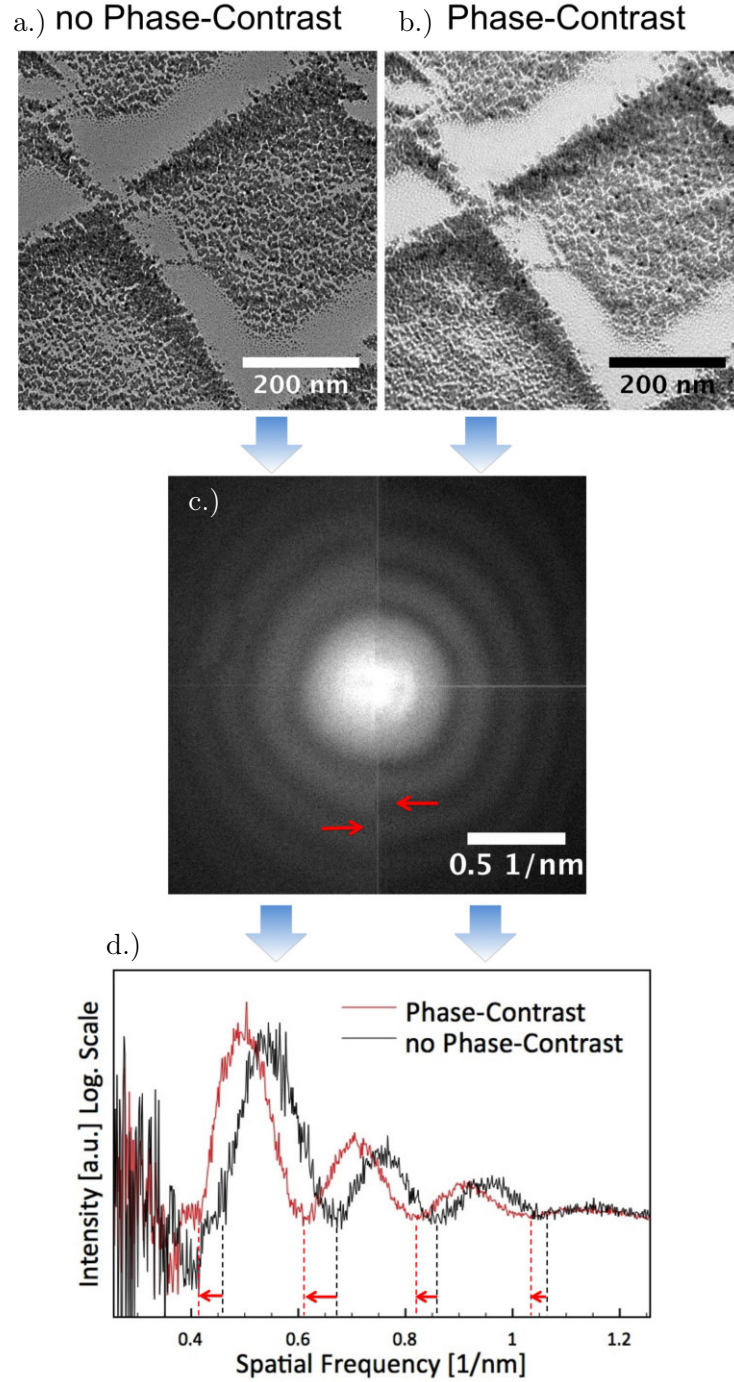 a.) no Phase-Contrast
b.) Phase-Contrast
200 nm
200 nm
c.)
0.5 1/nm
d.)
Phase-Contrast
no Phase-Contrast
Intensity [a.u.] Log. Scale
0.4 0.6 0.8 1 1.2
Spatial Frequency [1/nm]